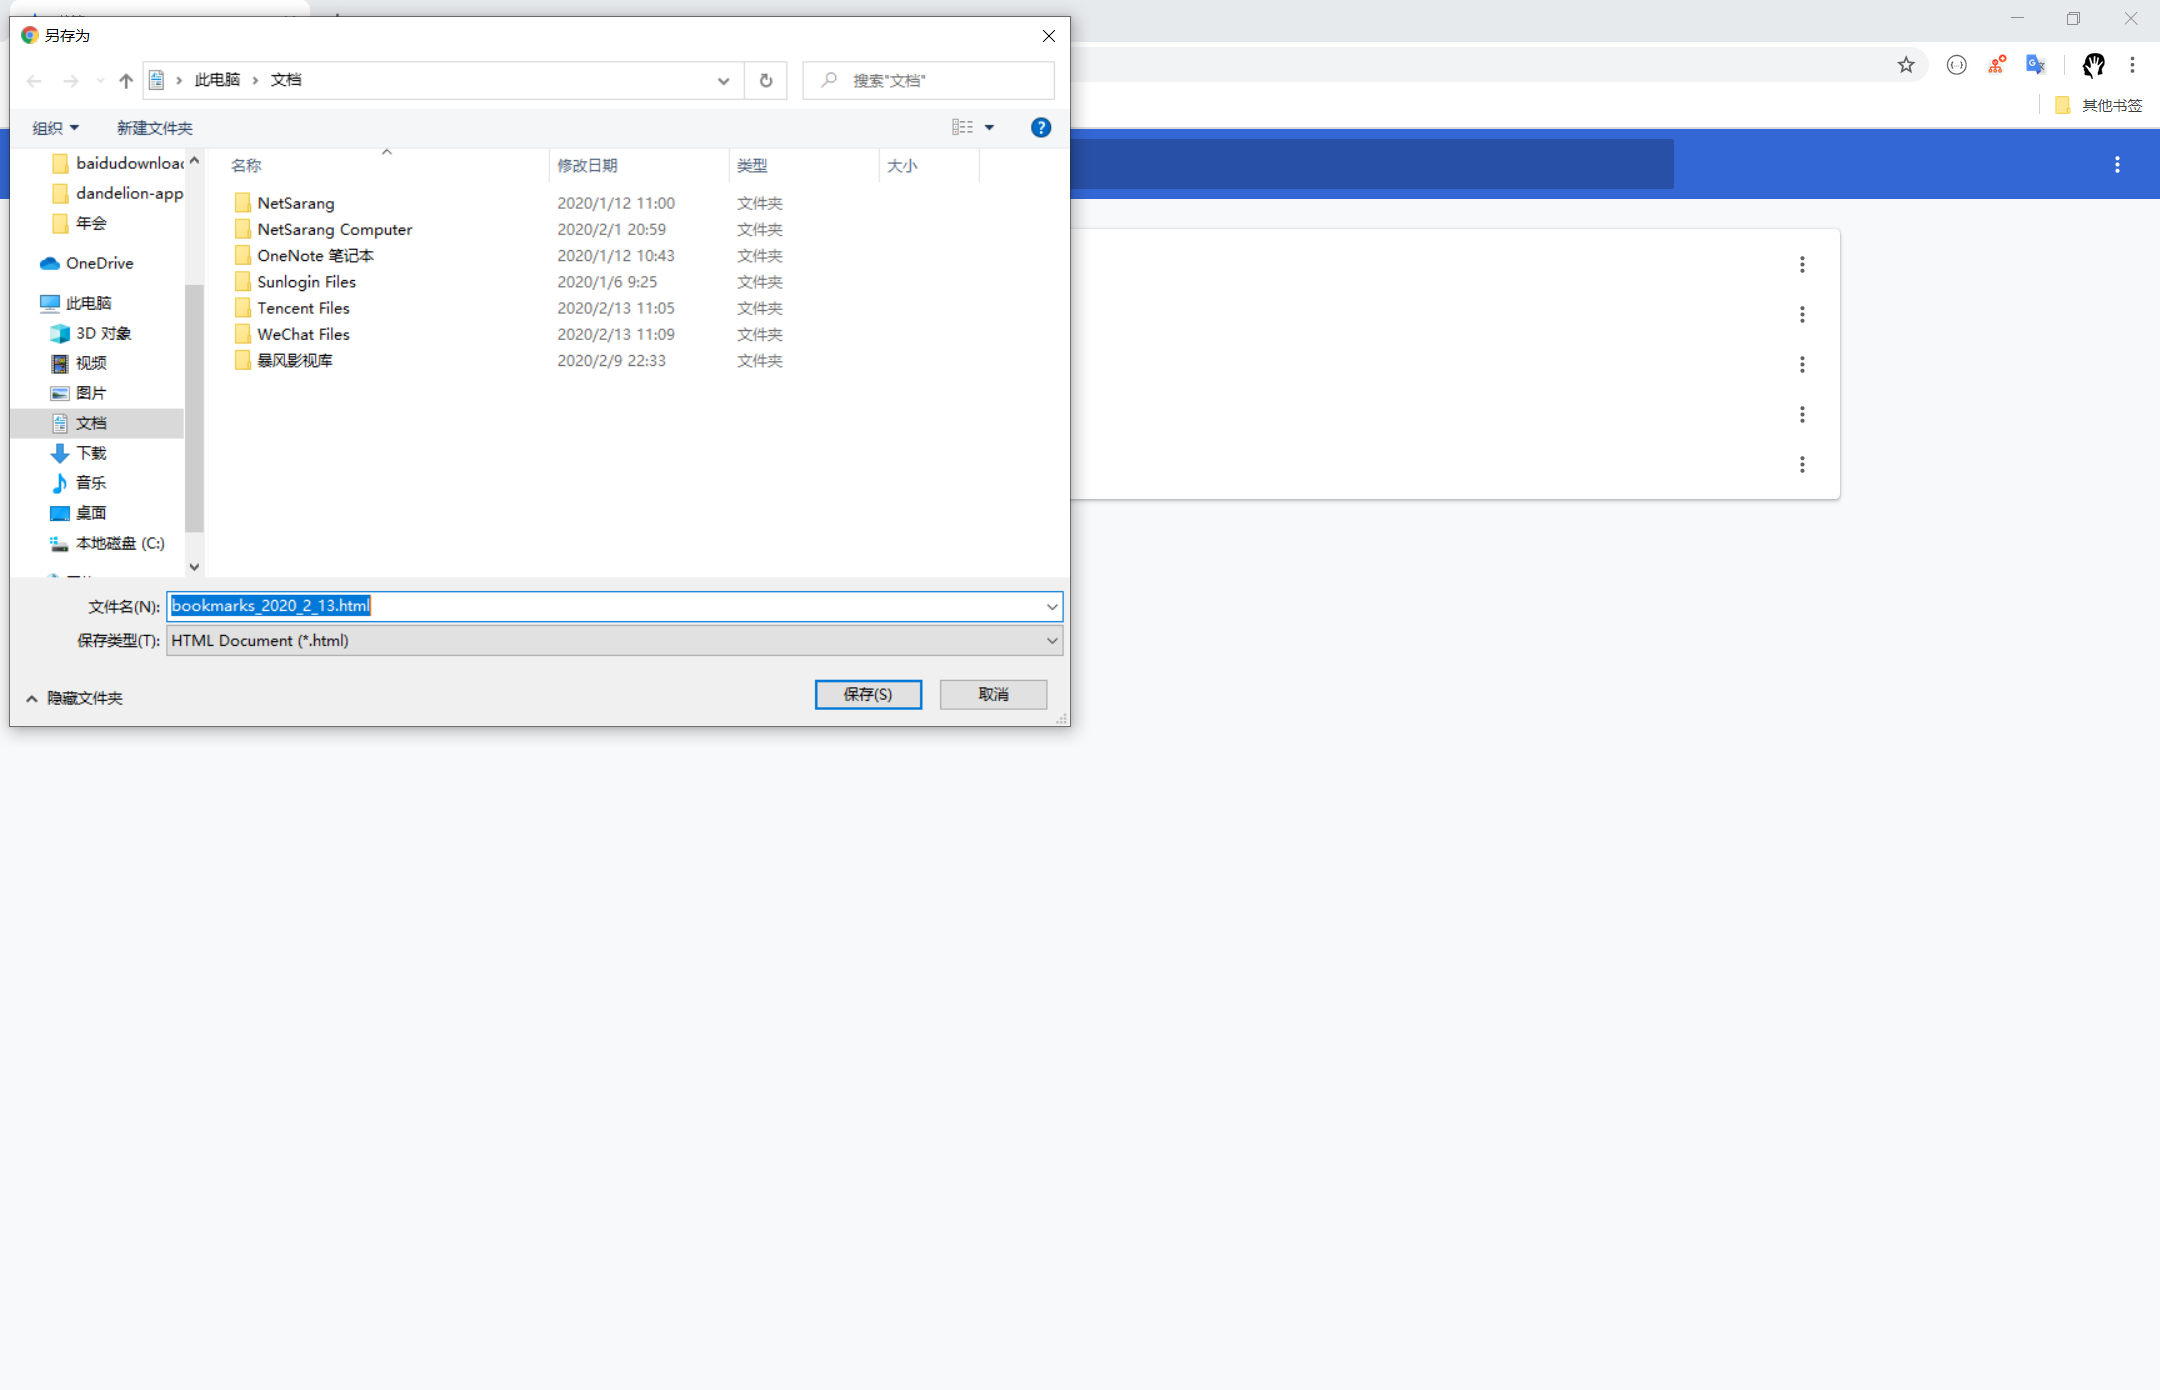 另存为
此电脑 › 文档
搜索"文档"
其他书签
组织 新建文件夹
名称 修改日期 类型 大小
baidudownload
dandelion-app
年会
OneDrive
此电脑
3D 对象
视频
图片
文档
下载
音乐
桌面
本地磁盘 (C:)
NetSarang 2020/1/12 11:00 文件夹
NetSarang Computer 2020/2/1 20:59 文件夹
OneNote 笔记本 2020/1/12 10:43 文件夹
Sunlogin Files 2020/1/6 9:25 文件夹
Tencent Files 2020/2/13 11:05 文件夹
WeChat Files 2020/2/13 11:09 文件夹
暴风影视库 2020/2/9 22:33 文件夹
文件名(N): bookmarks_2020_2_13.html
保存类型(T): HTML Document (*.html)
隐藏文件夹 保存(S) 取消